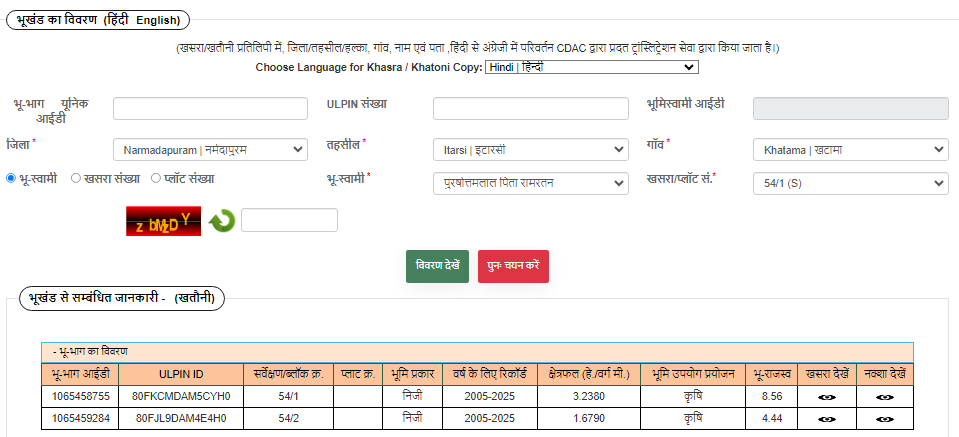 भूखंड का विवरण (हिंदी English)
(खसरा/खतौनी प्रतिलिपी में, जिला/तहसील/हल्का, गांव, नाम एवं पता ,हिंदी से अंग्रेजी में परिवर्तन CDAC द्वारा प्रदत ट्रांस्लिट्रेशन सेवा द्वारा किया जाता है।)
Choose Language for Khasra / Khatoni Copy: Hindi | हिन्दी
भू-भाग यूनिक आईडी ULPIN संख्या भूमिस्वामी आईडी
जिला * Narmadapuram | नर्मदापुरम तहसील * Itarsi | इटारसी गाँव * Khatama | खटामा
भू-स्वामी खसरा संख्या प्लॉट संख्या भू-स्वामी * पुरषोत्तमलाल पिता रामरतन खसरा/प्लॉट सं.* 54/1 (S)
z bMzD Y
विवरण देखें पुनः चयन करें
भूखंड से सम्बंधित जानकारी - (खतौनी)
- भू-भाग का विवरण
भू-भाग आईडी ULPIN ID सर्वेक्षण/ब्लॉक क्र. प्लाट क्र. भूमि प्रकार वर्ष के लिए रिकॉर्ड क्षेत्रफल (हे./वर्ग मी.) भूमि उपयोग प्रयोजन भू-राजस्व खसरा देखें नक्शा देखें
1065458755 80FKCMDAM5CYH0 54/1 निजी 2005-2025 3.2380 कृषि 8.56
1065459284 80FJL9DAM4E4H0 54/2 निजी 2005-2025 1.6790 कृषि 4.44